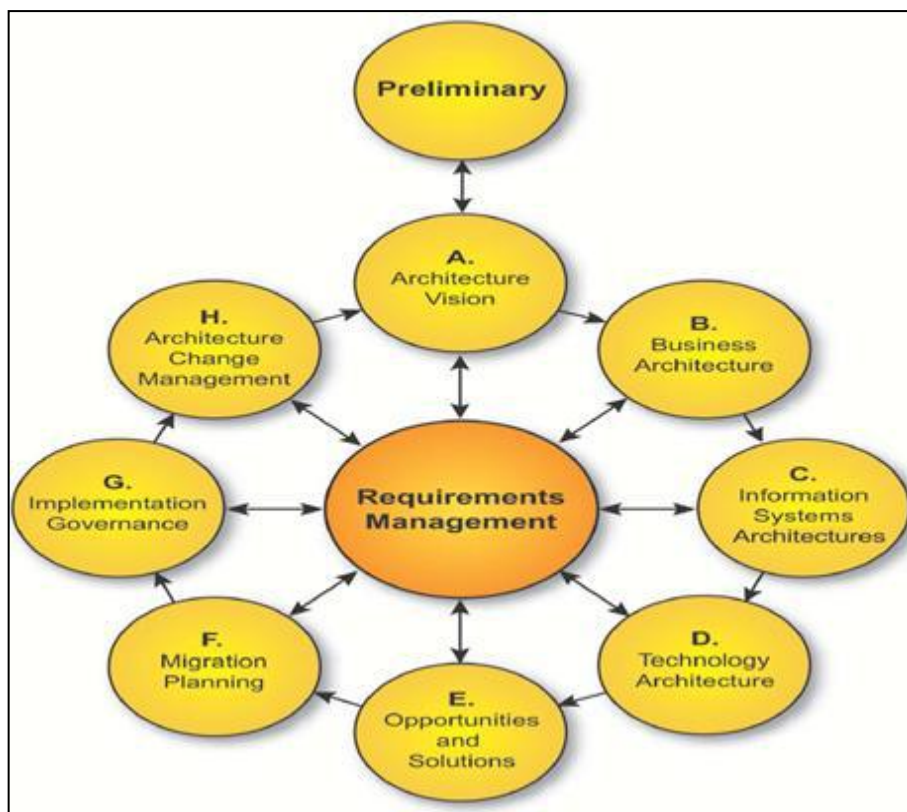 Preliminary
A.
Architecture
Vision
B.
Business
Architecture
C.
Information
Systems
Architectures
D.
Technology
Architecture
E.
Opportunities
and
Solutions
F.
Migration
Planning
G.
Implementation
Governance
H.
Architecture
Change
Management
Requirements
Management